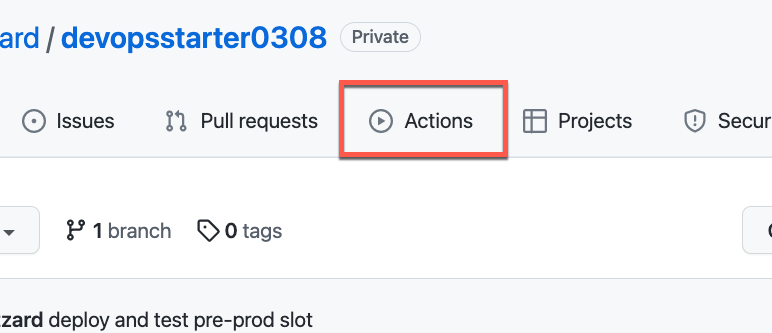 ard / devopsstarter0308 Private
Issues Pull requests Actions Projects Secur
1 branch 0 tags
zard deploy and test pre-prod slot